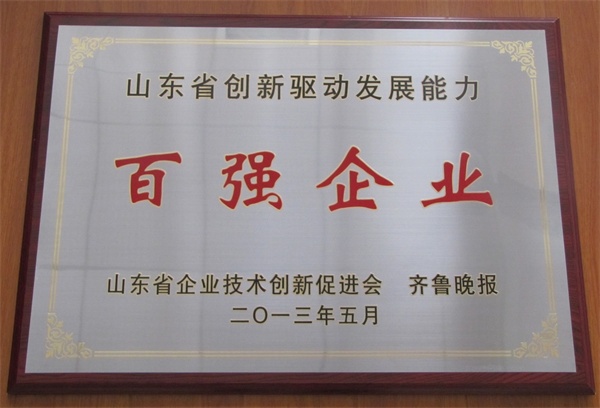 山东省创新驱动发展能力
百强企业
山东省企业技术创新促进会 齐鲁晚报
二〇一三年五月